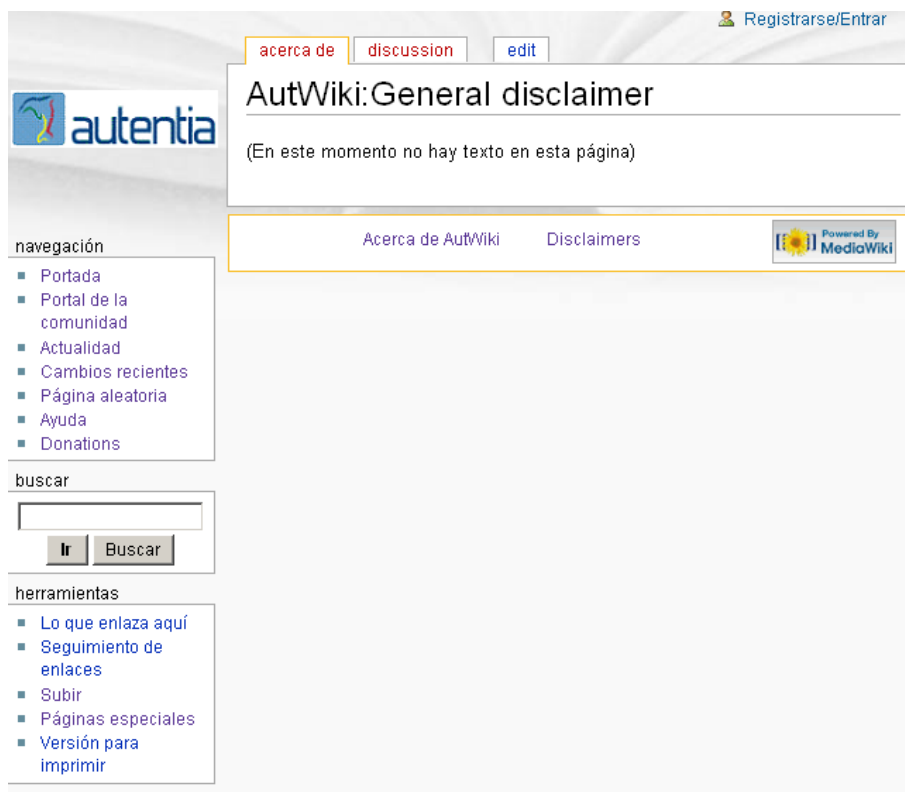 Registrarse/Entrar
acerca de discussion edit
AutWiki:General disclaimer
autentia
(En este momento no hay texto en esta página)
Acerca de AutWiki Disclaimers
Powered By
MediaWiki
navegación
Portada
Portal de la
comunidad
Actualidad
Cambios recientes
Página aleatoria
Ayuda
Donations
buscar
Ir Buscar
herramientas
Lo que enlaza aquí
Seguimiento de
enlaces
Subir
Páginas especiales
Versión para
imprimir